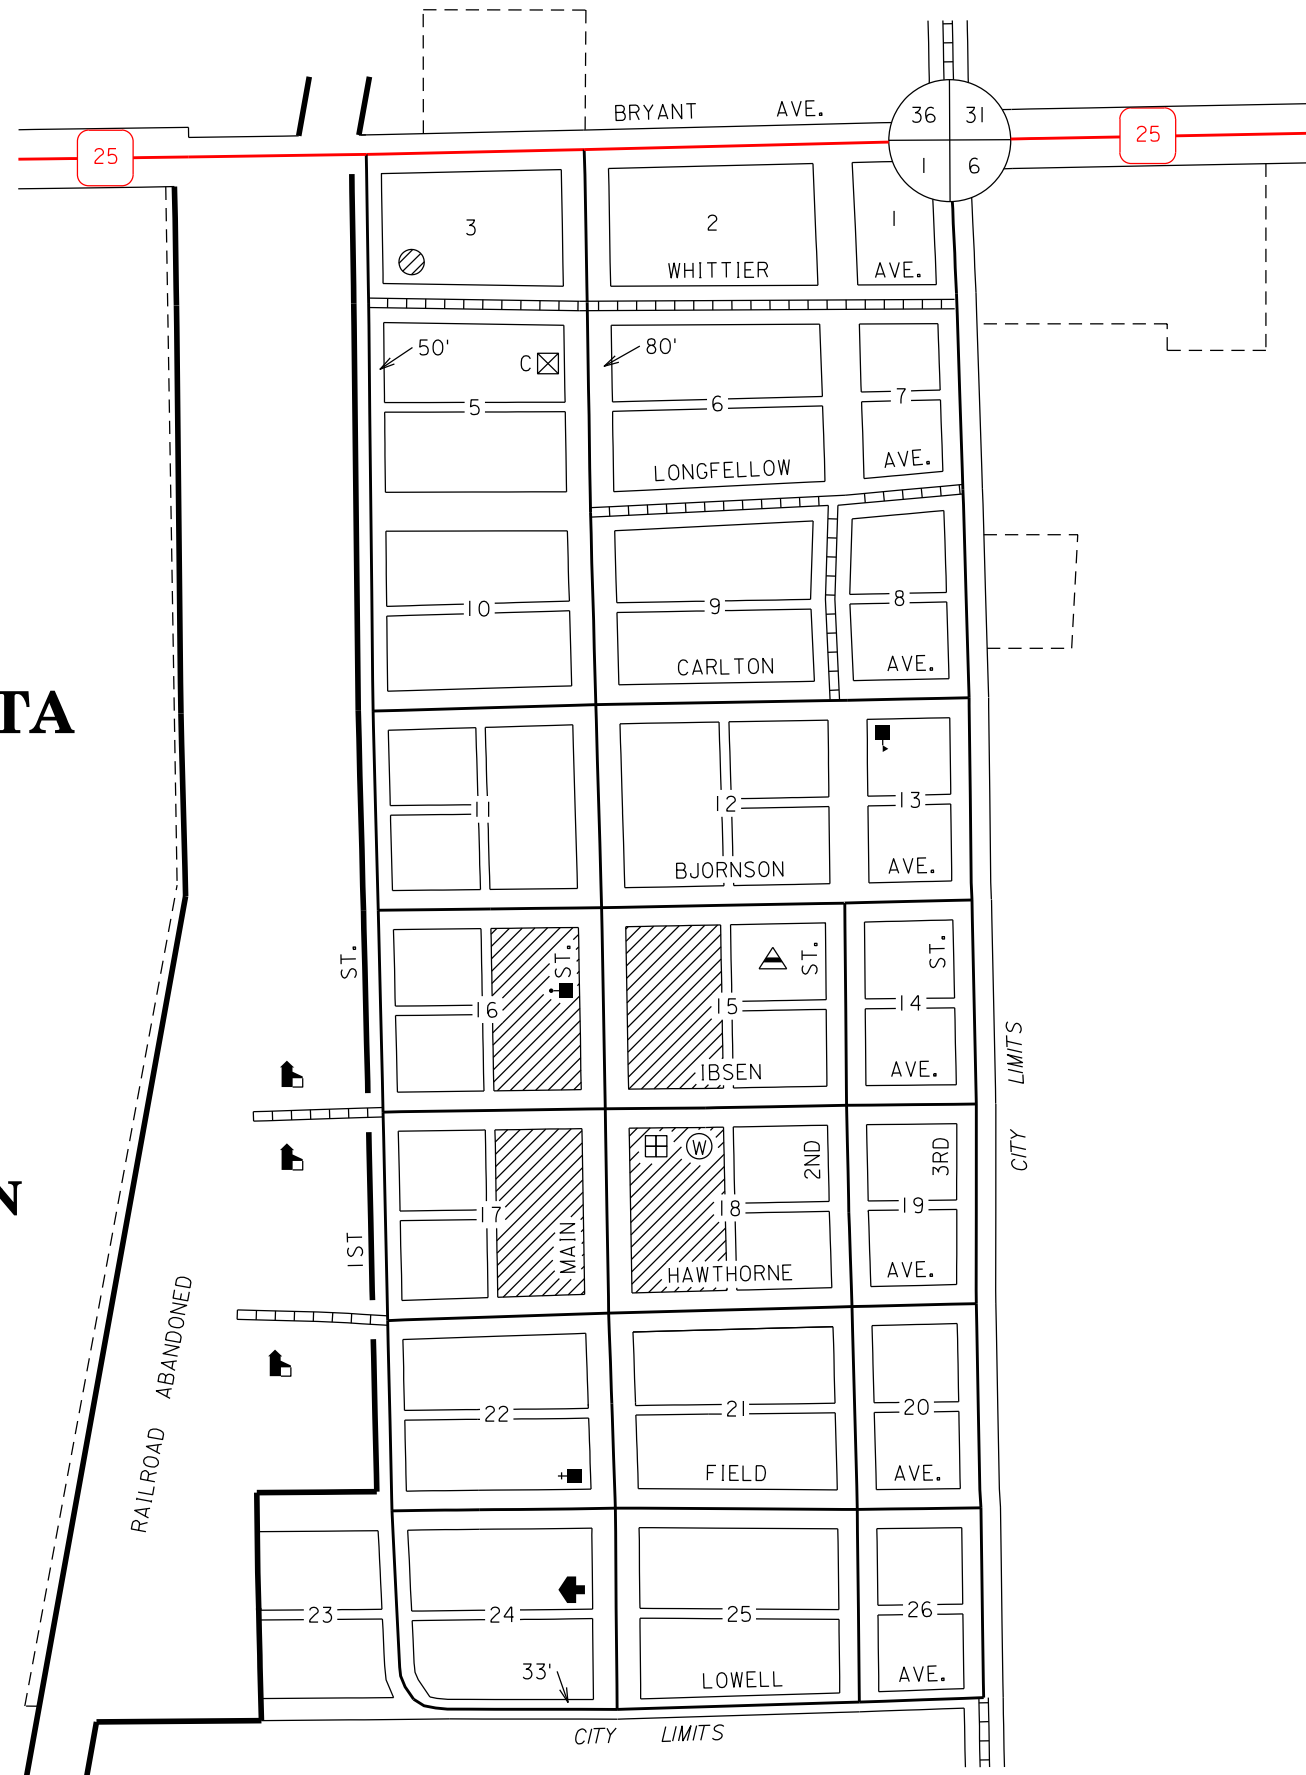 BRYANT AVE.
36 31
25
25
1 6
3
2
1
WHITTIER AVE.
50'
C
80'
5
6
7
LONGFELLOW AVE.
10
9
8
CARLTON AVE.
TA
11
12
13
BJORNSON AVE.
ST.
ST.
ST.
ST.
16
15
14
IBSEN AVE.
CITY LIMITS
W
2ND
3RD
N
17
18
19
1ST
MAIN
HAWTHORNE AVE.
RAILROAD ABANDONED
22
21
20
FIELD AVE.
23
24
25
26
33'
LOWELL AVE.
CITY LIMITS